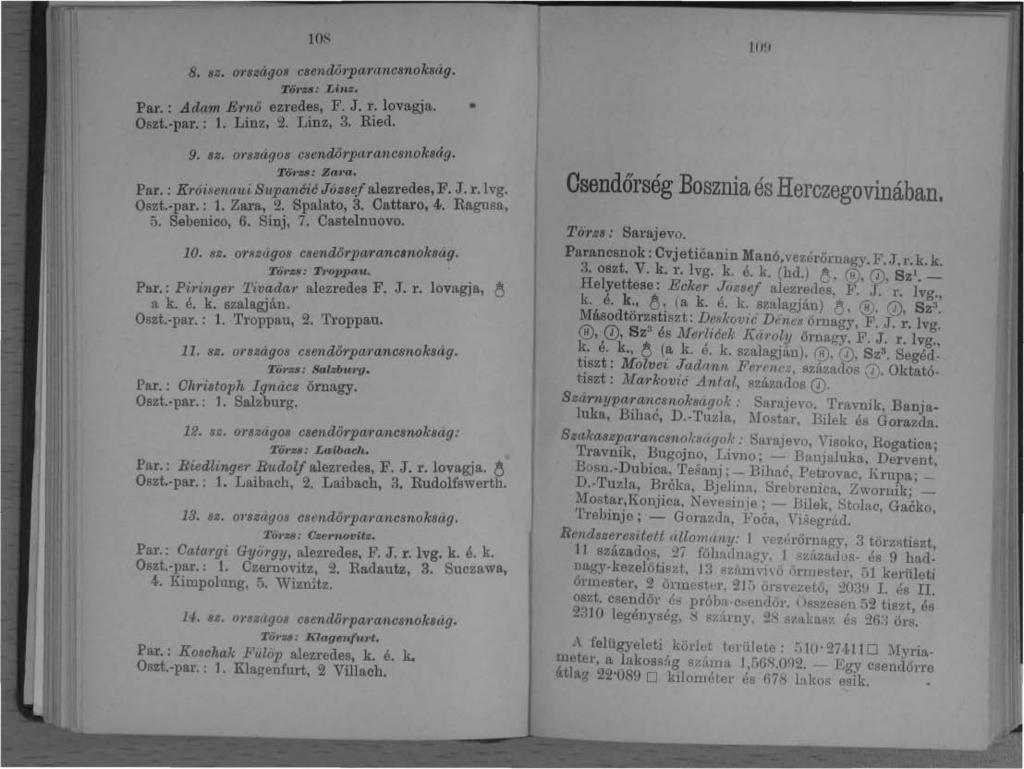 108
8. sz. országos csendőrparancsnokság.
Törzs: Linz.
Par.: Adam Ernő ezredes, F. J. r. lovagja.
Oszt.-par.: 1. Linz, 2. Linz, 3. Ried.
9. sz. országos csendőrparancsnokság.
Törzs: Zara.
Par.: Króisenaui Supančić József alezredes, F. J. r. lvg.
Oszt.-par.: 1. Zara, 2. Spalato, 3. Cattaro, 4. Ragusa,
5. Sebenico, 6. Sinj, 7. Castelnuovo.
10. sz. országos csendőrparancsnokság.
Törzs: Troppau.
Par.: Piringer Tivadar alezredes F. J. r. lovagja,
a k. é. k. szalagján.
Oszt.-par.: 1. Troppau, 2. Troppau.
11. sz. országos csendőrparancsnokság.
Törzs: Salzburg.
Par.: Christoph Ignácz őrnagy.
Oszt.-par.: 1. Salzburg.
12. sz. országos csendőrparancsnokság:
Törzs: Laibach.
Par.: Riedlinger Rudolf alezredes, F. J. r. lovagja.
Oszt.-par.: 1. Laibach, 2. Laibach, 3. Rudolfswerth.
13. sz. országos csendőrparancsnokság.
Törzs: Czernovitz.
Par.: Catargi György, alezredes, F. J. r. lvg. k. é. k.
Oszt.-par.: 1. Czernovitz, 2. Radautz, 3. Suczawa,
4. Kimpolung, 5. Wiznitz.
14. sz. országos csendőrparancsnokság.
Törzs: Klagenfurt.
Par.: Koschak Fülöp alezredes, k. é. k.
Oszt.-par.: 1. Klagenfurt, 2 Villach.
109
Csendőrség Bosznia és Herczegovinában.
Törzs: Sarajevo.
Parancsnok: Cvjetičanin Manó, vezérőrnagy. F. J. r. k. k.
3. oszt. V. k. r. lvg. k. é. k. (hd.) , Ⓗ, Ⓙ, Sz¹. —
Helyettese: Ecker József alezredes, F. J. r. lvg.,
k. é. k., , (a k. é. k. szalagján) , Ⓗ, Ⓙ, Sz³.
Másodtörzstiszt: Desković Dénes őrnagy, F. J. r. lvg.
Ⓗ, Ⓙ, Sz³ és Merliček Károly őrnagy, F. J. r. lvg.,
k. é. k., (a k. é. k. szalagján). Ⓗ, Ⓙ, Sz³. Segéd-
tiszt: Molvei Jadann Ferencz, százados Ⓙ. Oktató-
tiszt: Marković Antal, százados Ⓙ.
Szárnyparancsnokságok: Sarajevo, Travnik, Banja-
luka, Bihać, D.-Tuzla, Mostar, Bilek és Gorazda.
Szakaszparancsnokságok: Sarajevo, Visoko, Rogatica;
Travnik, Bugojno, Livno; — Banjaluka, Dervent,
Bosn.-Dubica, Tešanj; — Bihać, Petrovac, Krupa; —
D.-Tuzla, Brčka, Bjelina, Srebrenica, Zwornik; —
Mostar, Konjica, Nevesinje; — Bilek, Stolac, Gačko,
Trebinje; — Gorazda, Foča, Višegrád.
Rendszeresített állomány: 1 vezérőrnagy, 3 törzstiszt,
11 százados, 27 főhadnagy, 1 százados- és 9 had-
nagy-kezelőtiszt, 13 számvivő őrmester, 51 kerületi
őrmester, 2 őrmester, 215 őrsvezető, 2039 I. és II.
oszt. csendőr és próba-csendőr. Összesen 52 tiszt, és
2310 legénység, 8 szárny, 28 szakasz és 263 őrs.
A felügyeleti körlet területe: 510·27411□ Myria-
meter, a lakosság száma 1,568.092. — Egy csendőrre
átlag 22·089 □ kilométer és 678 lakos esik.